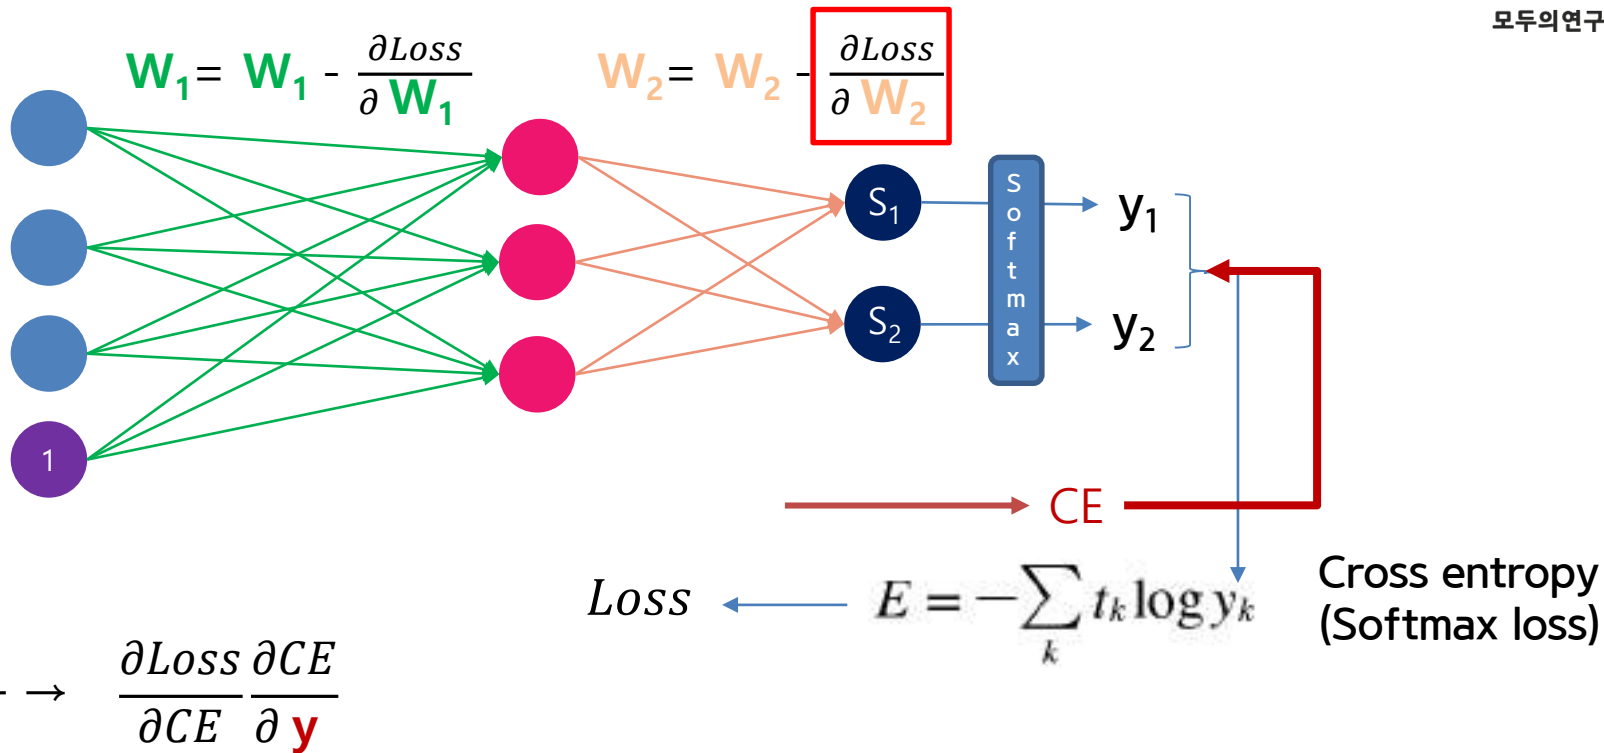 모두의연구
W₁= W₁ - ∂Loss/∂ W₁
W₂= W₂ - ∂Loss/∂ W₂
S₁
Softmax
y₁
S₂
y₂
1
CE
Loss
E = −∑ₖ tₖ log yₖ
Cross entropy
(Softmax loss)
→ ∂Loss/∂CE ∂CE/∂ y